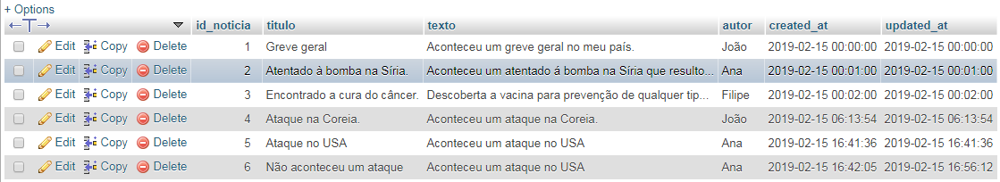 + Options
id_noticia titulo texto autor created_at updated_at
Edit Copy Delete 1 Greve geral Aconteceu um greve geral no meu país. João 2019-02-15 00:00:00 2019-02-15 00:00:00
Edit Copy Delete 2 Atentado à bomba na Síria. Aconteceu um atentado á bomba na Síria que resulto... Ana 2019-02-15 00:01:00 2019-02-15 00:01:00
Edit Copy Delete 3 Encontrado a cura do câncer. Descoberta a vacina para prevenção de qualquer tip... Filipe 2019-02-15 00:02:00 2019-02-15 00:02:00
Edit Copy Delete 4 Ataque na Coreia. Aconteceu um ataque na Coreia. João 2019-02-15 06:13:54 2019-02-15 06:13:54
Edit Copy Delete 5 Ataque no USA Aconteceu um ataque no USA Ana 2019-02-15 16:41:36 2019-02-15 16:41:36
Edit Copy Delete 6 Não aconteceu um ataque Aconteceu um ataque no USA Ana 2019-02-15 16:42:05 2019-02-15 16:56:12